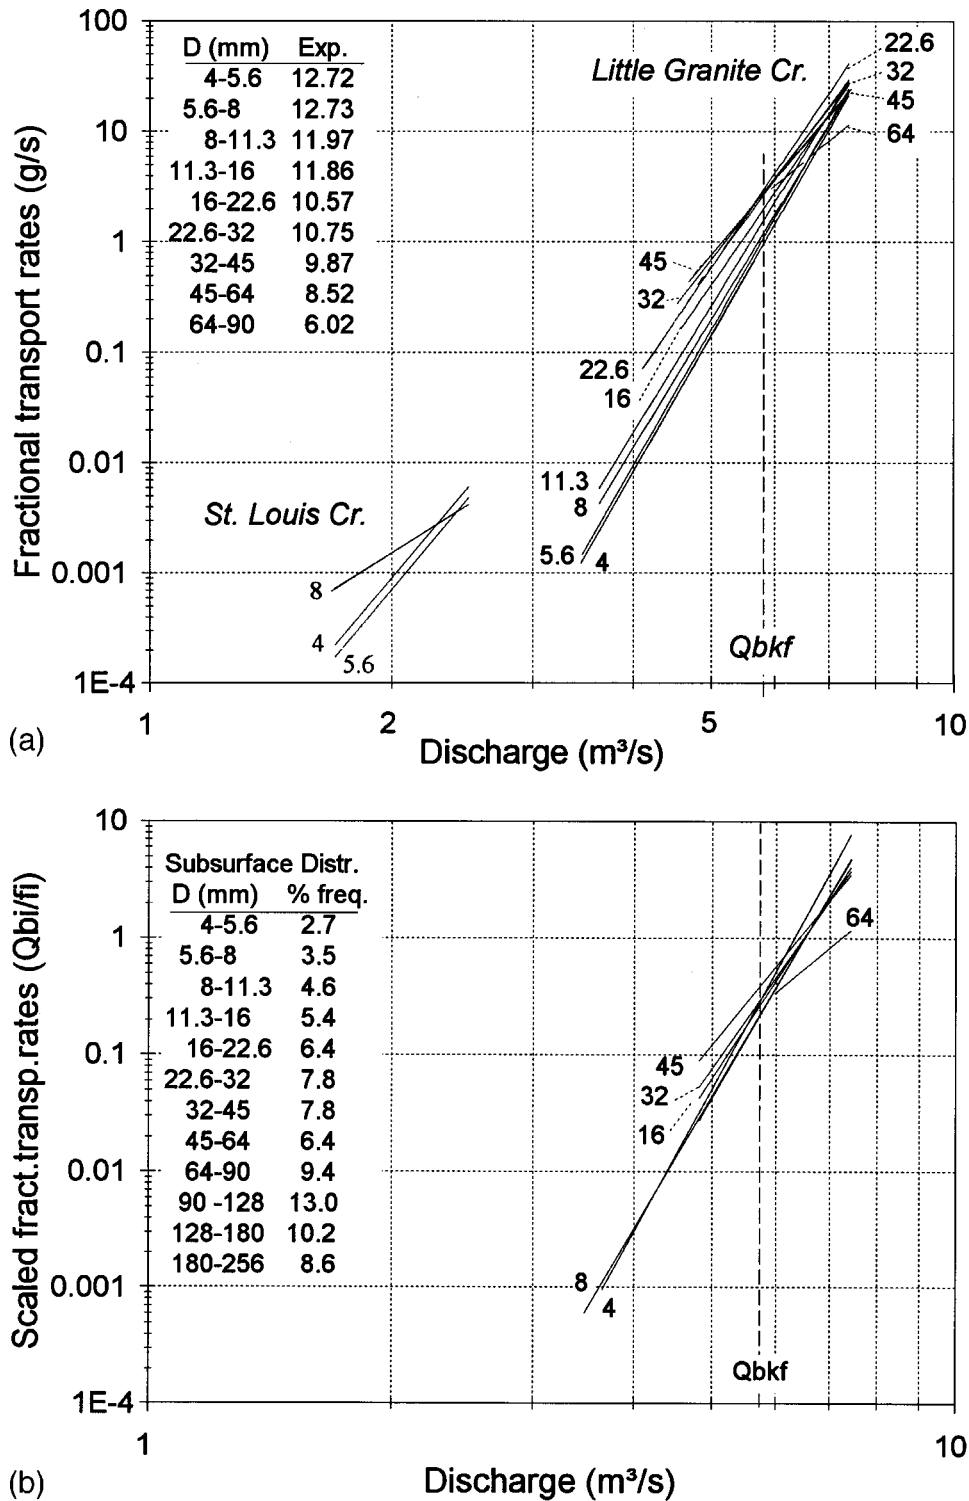 100
D (mm) Exp.
4-5.6 12.72
5.6-8 12.73
8-11.3 11.97
11.3-16 11.86
16-22.6 10.57
22.6-32 10.75
32-45 9.87
45-64 8.52
64-90 6.02
Little Granite Cr.
22.6
32
45
64
10
1
0.1
0.01
0.001
1E-4
Fractional transport rates (g/s)
45
32
22.6
16
11.3
8
5.6 4
St. Louis Cr.
8
4
5.6
Qbkf
1 2 5 10
(a)
Discharge (m³/s)
10
Subsurface Distr.
D (mm) % freq.
4-5.6 2.7
5.6-8 3.5
8-11.3 4.6
11.3-16 5.4
16-22.6 6.4
22.6-32 7.8
32-45 7.8
45-64 6.4
64-90 9.4
90 -128 13.0
128-180 10.2
180-256 8.6
1
0.1
0.01
0.001
1E-4
Scaled fract.transp.rates (Qbi/fi)
64
45
32
16
8
4
Qbkf
1 2 5 10
(b)
Discharge (m³/s)